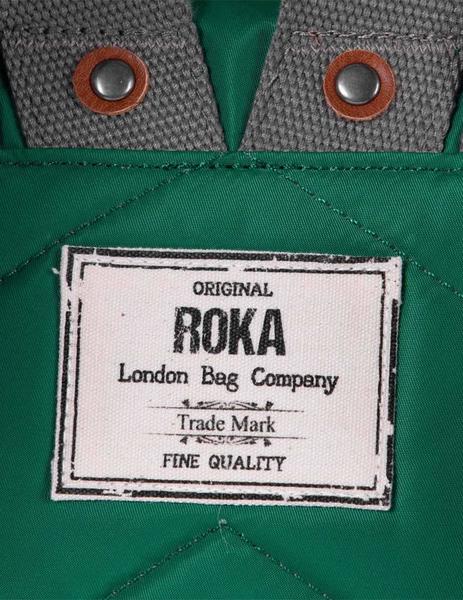 ORIGINAL
ROKA
London Bag Company
Trade Mark
FINE QUALITY